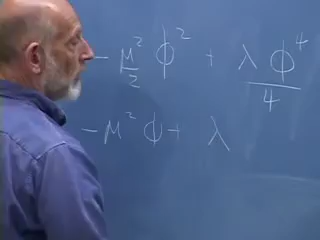 - μ²/2 ϕ² + λ ϕ⁴/4
- μ² ϕ + λ